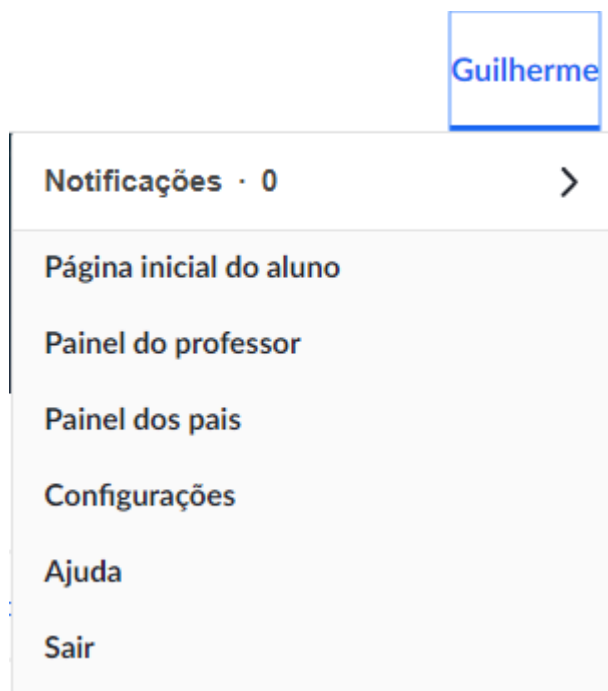 Guilherme
Notificações · 0
Página inicial do aluno
Painel do professor
Painel dos pais
Configurações
Ajuda
Sair